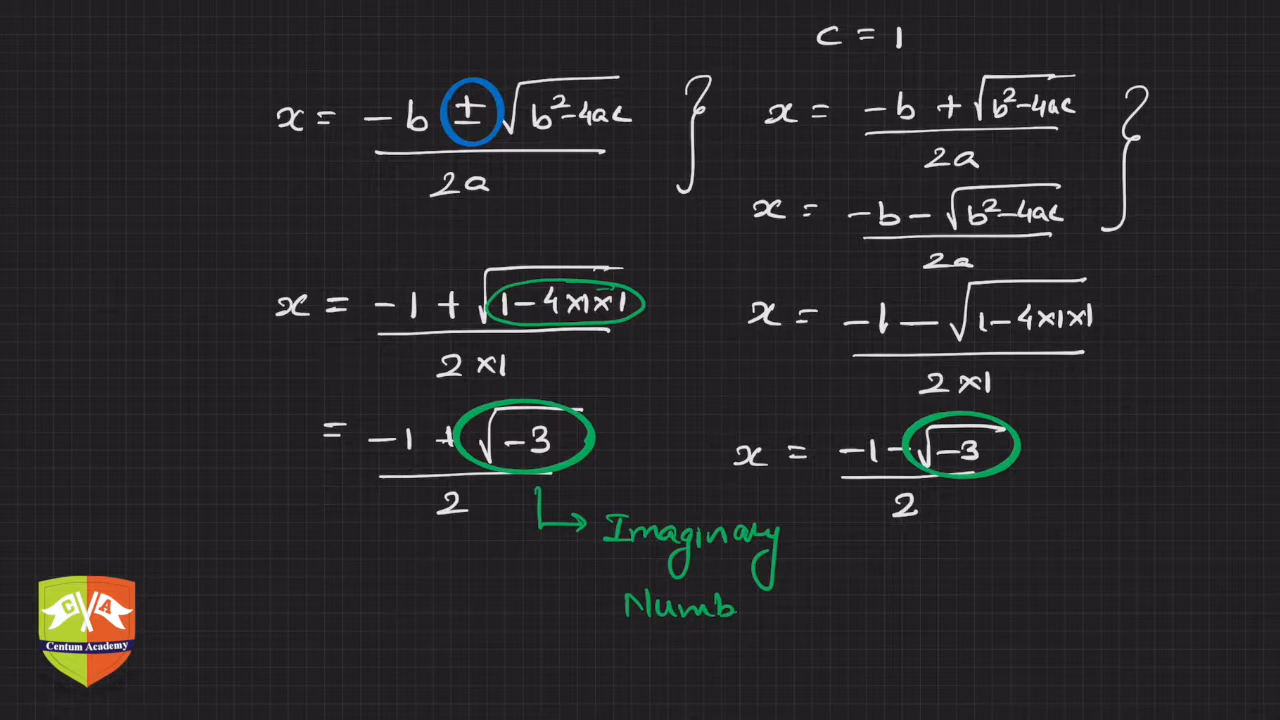 c = 1
x = (-b ± √(b²-4ac)) / 2a
x = (-b + √(b²-4ac)) / 2a
x = (-b - √(b²-4ac)) / 2a
x = (-1 + √(1-4×1×1)) / 2×1
x = (-1 - √(1-4×1×1)) / 2×1
= (-1 + √-3) / 2
x = (-1 - √-3) / 2
Imaginary
Numb
C A
Centum Academy